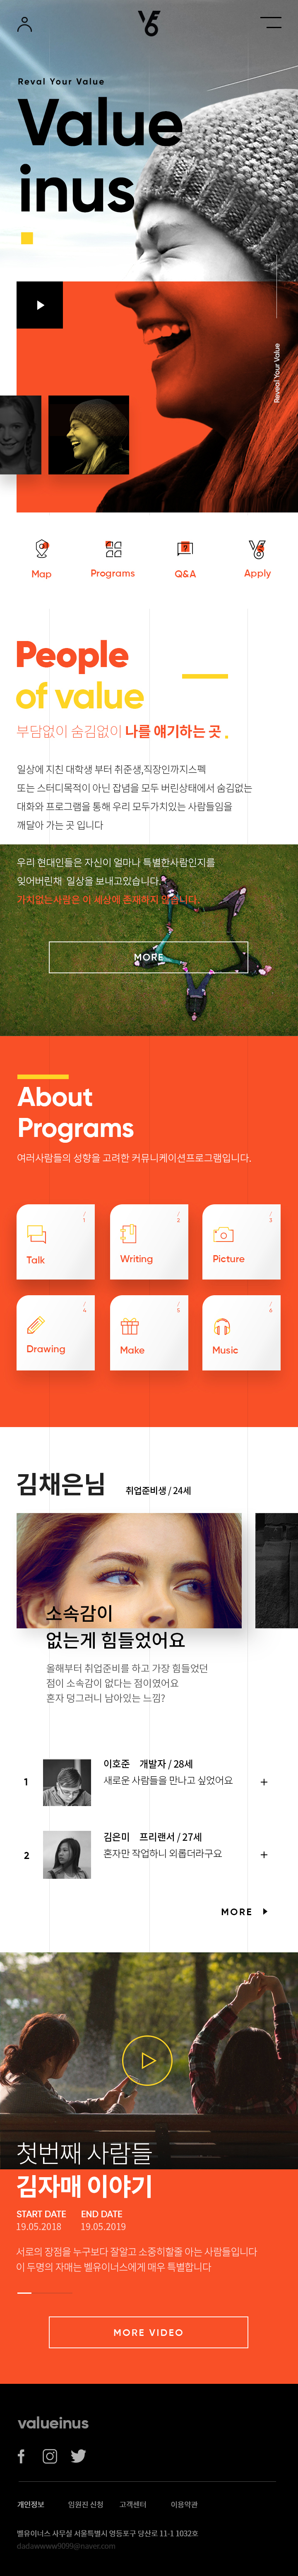 Reval Your Value
Value
inus
Reveal Your Value
Map
Programs
Q&A
Apply
People
of value
부담없이 숨김없이 나를 얘기하는 곳 .
일상에 지친 대학생 부터 취준생,직장인까지스펙
또는 스터디목적이 아닌 잡념을 모두 버린상태에서 숨김없는
대화와 프로그램을 통해 우리 모두가치있는 사람들임을
깨달아 가는 곳 입니다
우리 현대인들은 자신이 얼마나 특별한사람인지를
잊어버린채 일상을 보내고있습니다.
가치없는사람은 이 세상에 존재하지 않습니다.
MORE
About
Programs
여러사람들의 성향을 고려한 커뮤니케이션프로그램입니다.
/ 1
Talk
/ 2
Writing
/ 3
Picture
/ 4
Drawing
/ 5
Make
/ 6
Music
김채은님
취업준비생 / 24세
소속감이
없는게 힘들었어요
올해부터 취업준비를 하고 가장 힘들었던
점이 소속감이 없다는 점이였어요
혼자 덩그러니 남아있는 느낌?
1
이호준 개발자 / 28세
새로운 사람들을 만나고 싶었어요
+
2
김은미 프리랜서 / 27세
혼자만 작업하니 외롭더라구요
+
MORE
첫번째 사람들
김자매 이야기
START DATE END DATE
19.05.2018 19.05.2019
서로의 장점을 누구보다 잘알고 소중히할줄 아는 사람들입니다
이 두명의 자매는 벨유이너스에게 매우 특별합니다
MORE VIDEO
valueinus
개인정보 임원진 신청 고객센터 이용약관
벨유이너스 사무실 서울특별시 영등포구 당산로 11-1 1032호
dadawwww9099@naver.com